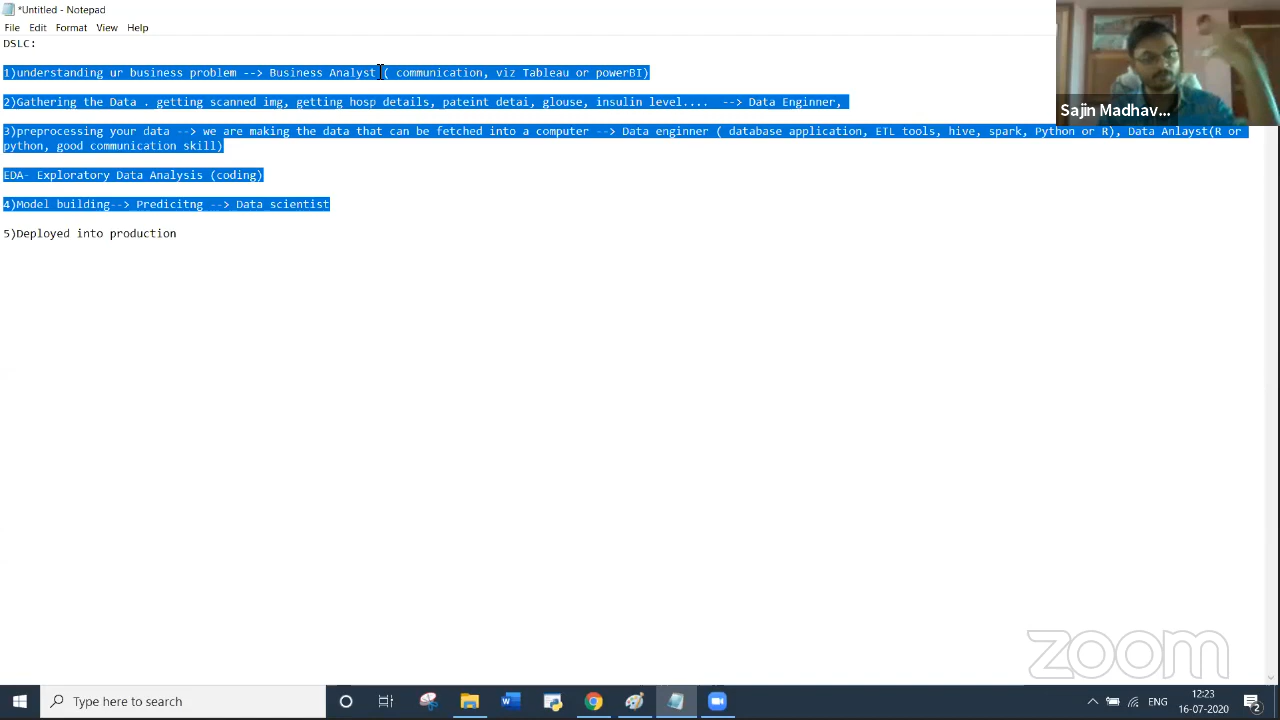 *Untitled - Notepad
File Edit Format View Help
DSLC:
1)understanding ur business problem --> Business Analyst ( communication, viz Tableau or powerBI)
2)Gathering the Data . getting scanned img, getting hosp details, pateint detai, glouse, insulin level.... --> Data Enginner,
3)preprocessing your data --> we are making the data that can be fetched into a computer --> Data enginner ( database application, ETL tools, hive, spark, Python or R), Data Anlayst(R or
python, good communication skill)
EDA- Exploratory Data Analysis (coding)
4)Model building--> Predicitng --> Data scientist
5)Deployed into production
Sajin Madhav...
zoom
Type here to search
ENG
12:23
16-07-2020
2